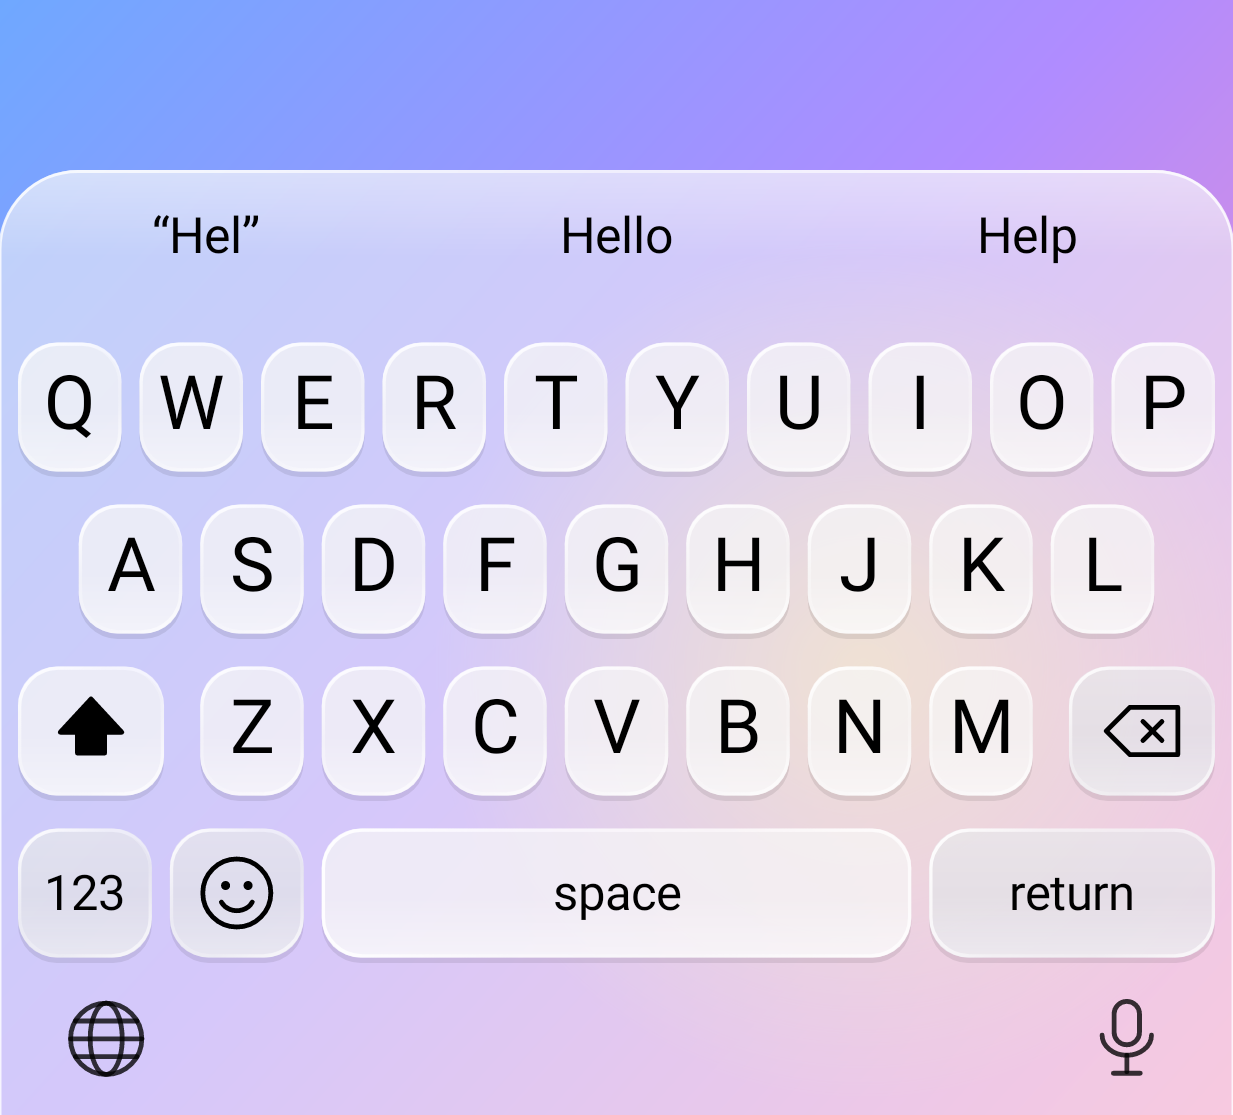 “Hel” Hello Help
Q W E R T Y U I O P
A S D F G H J K L
Z X C V B N M
123 space return